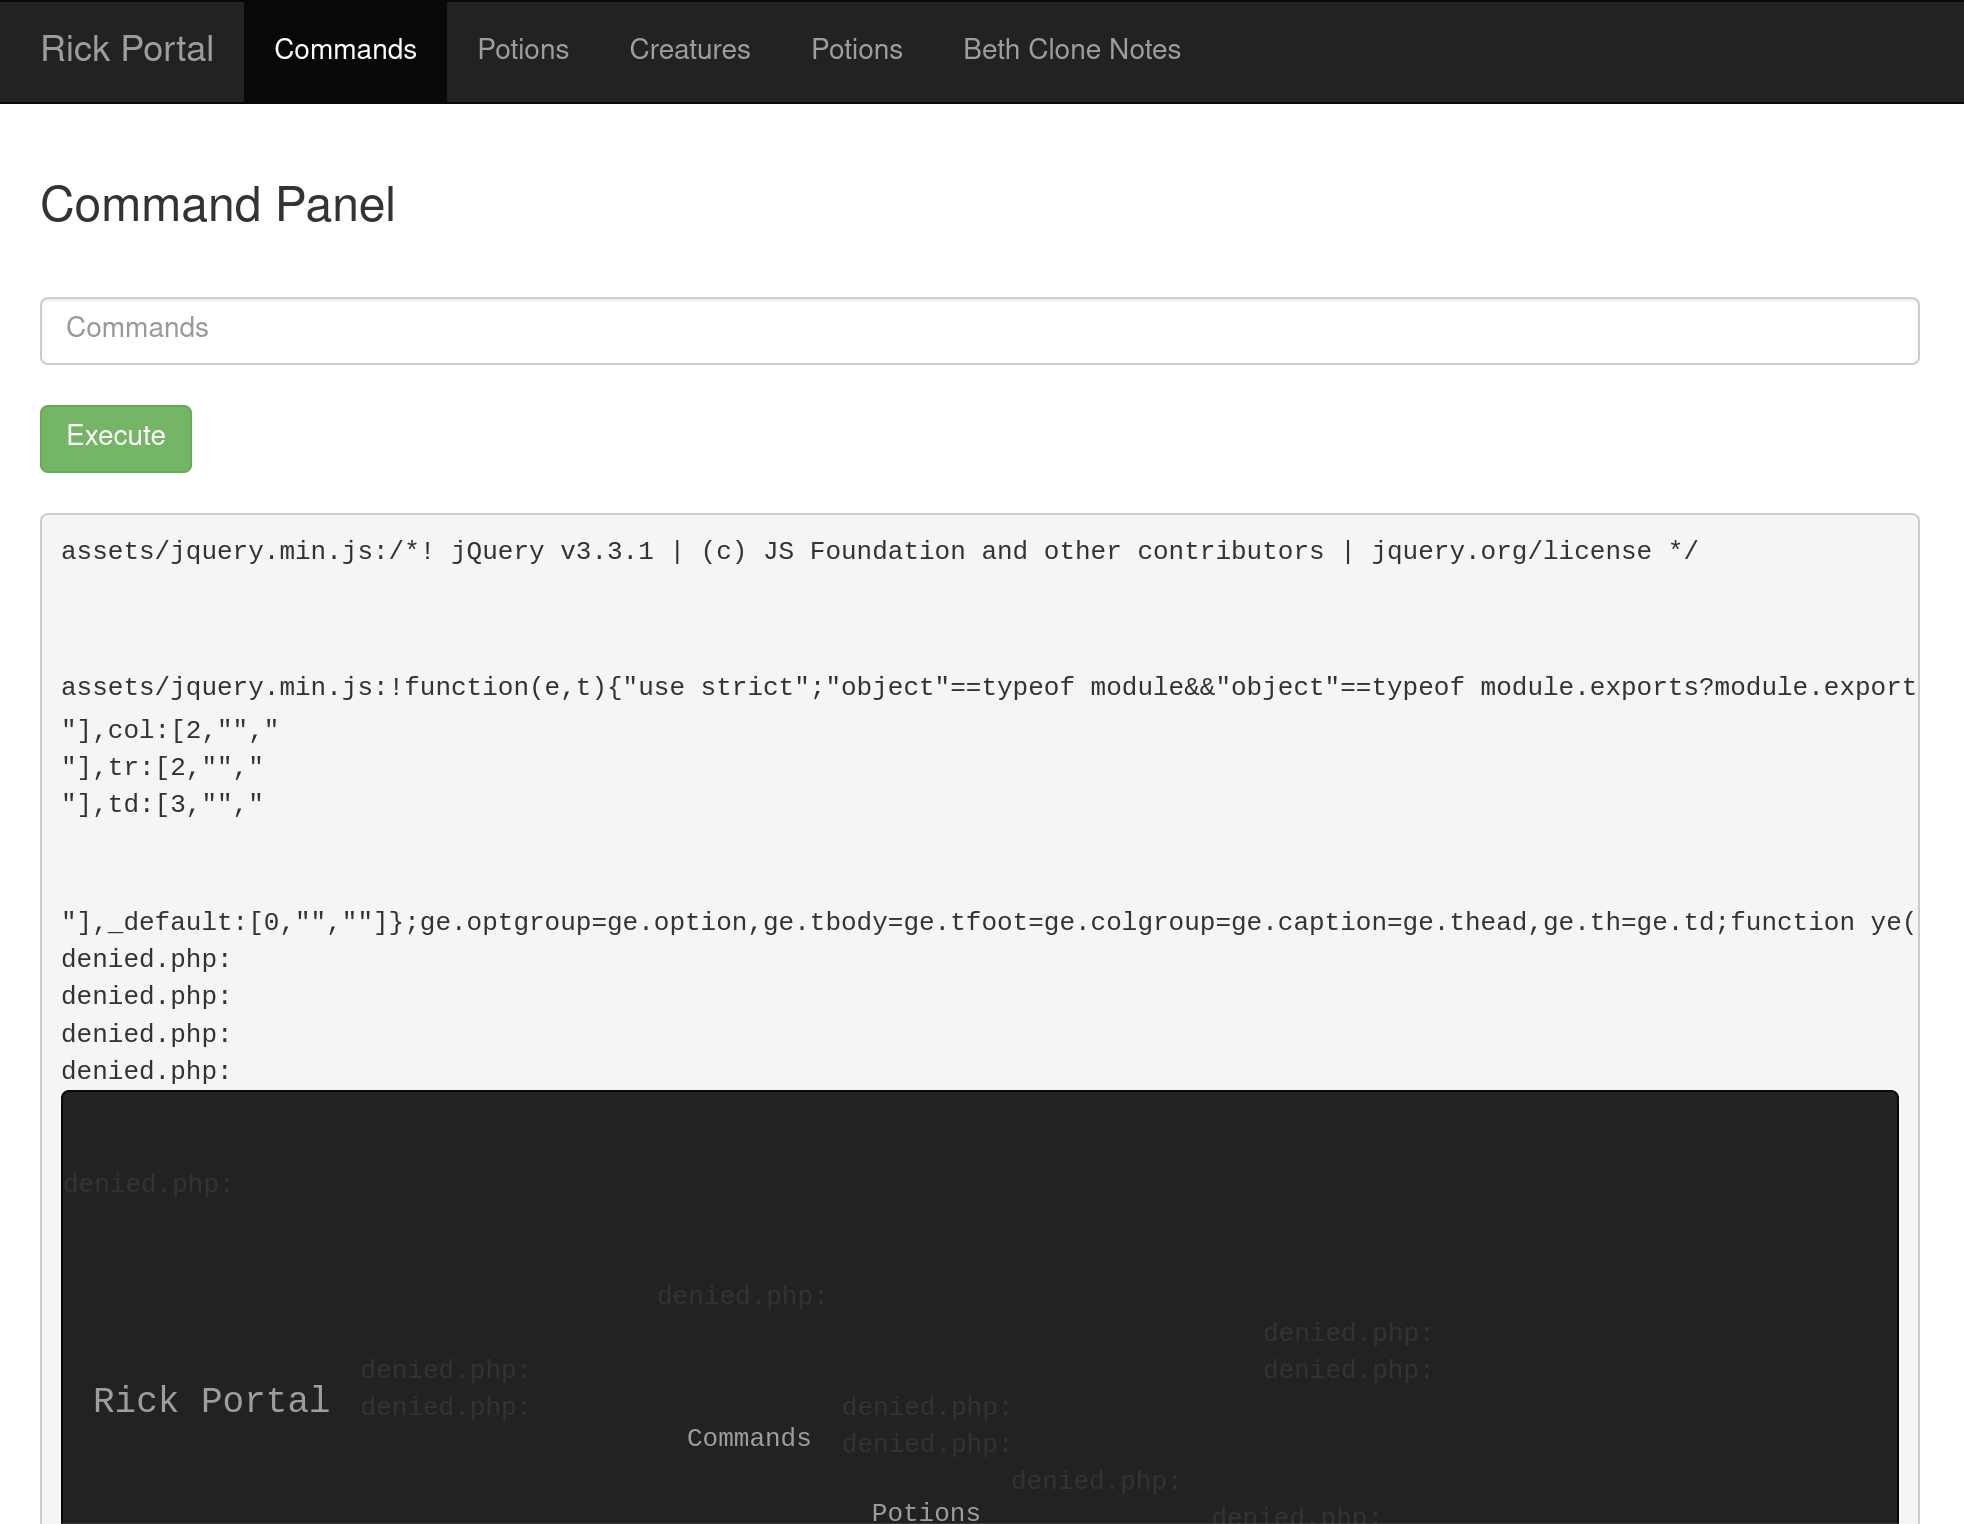 Rick Portal Commands Potions Creatures Potions Beth Clone Notes
Command Panel
Commands
Execute
assets/jquery.min.js:/*! jQuery v3.3.1 | (c) JS Foundation and other contributors | jquery.org/license */
assets/jquery.min.js:!function(e,t){"use strict";"object"==typeof module&&"object"==typeof module.exports?module.export
"],col:[2,"","
"],tr:[2,"","
"],td:[3,"","
"],_default:[0,"",""]};ge.optgroup=ge.option,ge.tbody=ge.tfoot=ge.colgroup=ge.caption=ge.thead,ge.th=ge.td;function ye(
denied.php:
denied.php:
denied.php:
denied.php:
denied.php:
denied.php:
denied.php:
denied.php: denied.php:
Rick Portal denied.php: denied.php:
Commands denied.php:
denied.php:
Potions denied.php: